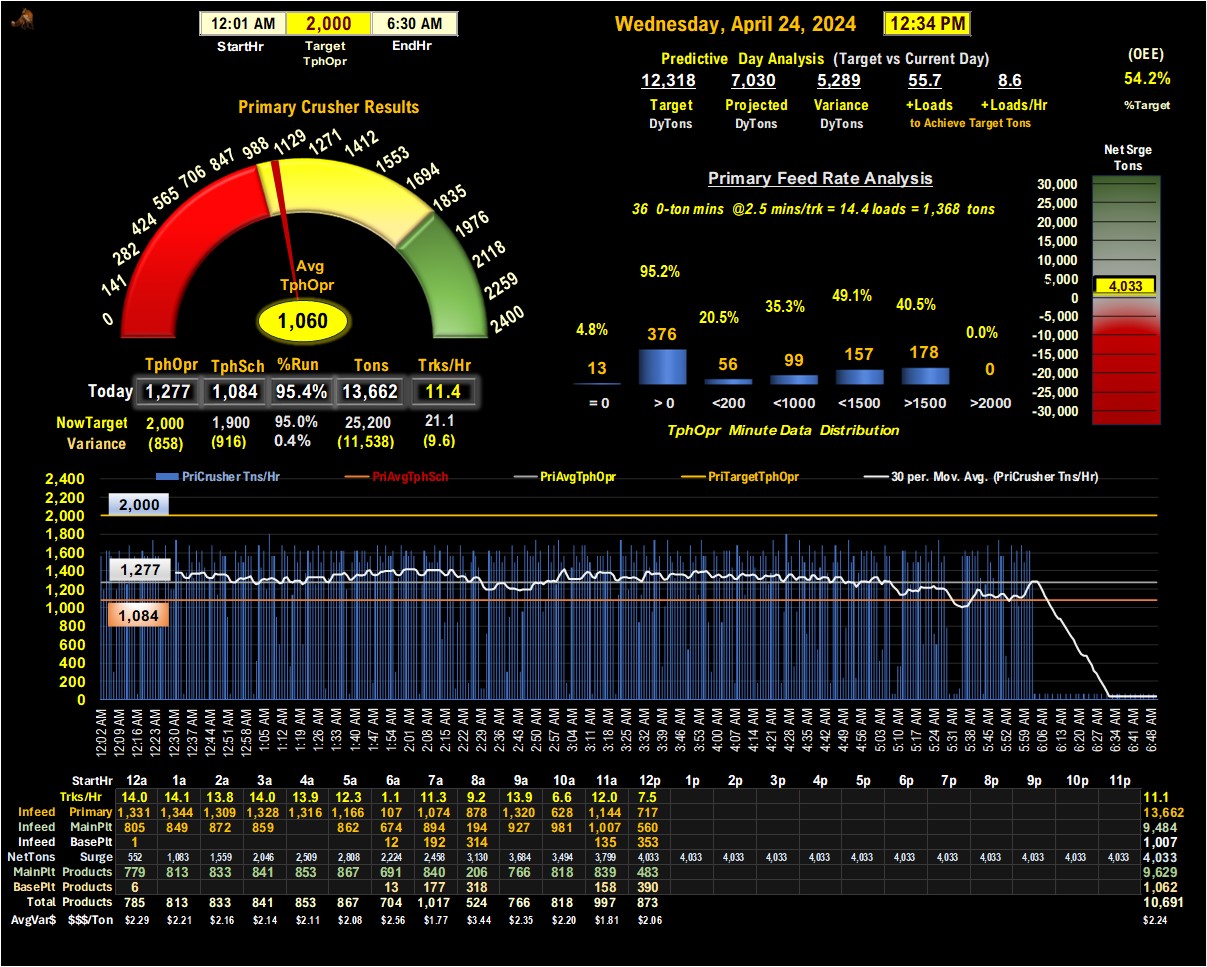 12:01 AM 2,000 6:30 AM
StartHr Target TphOpr EndHr
Wednesday, April 24, 2024 12:34 PM
Predictive Day Analysis (Target vs Current Day)
12,318 7,030 5,289 55.7 8.6
Target Projected Variance +Loads +Loads/Hr
DyTons DyTons DyTons to Achieve Target Tons
(OEE)
54.2%
%Target
Primary Crusher Results
0 141 282 424 565 706 847 988 1129 1271 1412 1553 1694 1835 1976 2118 2259 2400
Avg
TphOpr
1,060
TphOpr TphSch %Run Tons Trks/Hr
Today 1,277 1,084 95.4% 13,662 11.4
NowTarget 2,000 1,900 95.0% 25,200 21.1
Variance (858) (916) 0.4% (11,538) (9.6)
Primary Feed Rate Analysis
36 0-ton mins @2.5 mins/trk = 14.4 loads = 1,368 tons
4.8% 95.2% 20.5% 35.3% 49.1% 40.5% 0.0%
13 376 56 99 157 178 0
= 0 > 0 <200 <1000 <1500 >1500 >2000
TphOpr Minute Data Distribution
Net Srge
Tons
30,000
25,000
20,000
15,000
10,000
5,000
4,033
0
-5,000
-10,000
-15,000
-20,000
-25,000
-30,000
PriCrusher Tns/Hr PriAvgTphSch PriAvgTphOpr PriTargetTphOpr 30 per. Mov. Avg. (PriCrusher Tns/Hr)
2,400
2,200
2,000
1,800
1,600
1,400
1,200
1,000
800
600
400
200
0
2,000
1,277
1,084
12:02 AM 12:09 AM 12:16 AM 12:23 AM 12:30 AM 12:37 AM 12:44 AM 12:51 AM 12:58 AM 1:05 AM 1:12 AM 1:19 AM 1:26 AM 1:33 AM 1:40 AM 1:47 AM 1:54 AM 2:01 AM 2:08 AM 2:15 AM 2:22 AM 2:29 AM 2:36 AM 2:43 AM 2:50 AM 2:57 AM 3:04 AM 3:11 AM 3:18 AM 3:25 AM 3:32 AM 3:39 AM 3:46 AM 3:53 AM 4:00 AM 4:07 AM 4:14 AM 4:21 AM 4:28 AM 4:35 AM 4:42 AM 4:49 AM 4:56 AM 5:03 AM 5:10 AM 5:17 AM 5:24 AM 5:31 AM 5:38 AM 5:45 AM 5:52 AM 5:59 AM 6:06 AM 6:13 AM 6:20 AM 6:27 AM 6:34 AM 6:41 AM 6:48 AM
StartHr 12a 1a 2a 3a 4a 5a 6a 7a 8a 9a 10a 11a 12p 1p 2p 3p 4p 5p 6p 7p 8p 9p 10p 11p
Trks/Hr 14.0 14.1 13.8 14.0 13.9 12.3 1.1 11.3 9.2 13.9 6.6 12.0 7.5 11.1
Infeed Primary 1,331 1,344 1,309 1,328 1,316 1,166 107 1,074 878 1,320 628 1,144 717 13,662
Infeed MainPlt 805 849 872 859 862 674 894 194 927 981 1,007 560 9,484
Infeed BasePlt 1 12 192 314 135 353 1,007
NetTons Surge 552 1,083 1,559 2,046 2,509 2,808 2,224 2,458 3,130 3,684 3,494 3,799 4,033 4,033 4,033 4,033 4,033 4,033 4,033 4,033 4,033 4,033 4,033 4,033 4,033
MainPlt Products 779 813 833 841 853 867 691 840 206 766 818 839 483 9,629
BasePlt Products 6 13 177 318 158 390 1,062
Total Products 785 813 833 841 853 867 704 1,017 524 766 818 997 873 10,691
AvgVar$ $$$/Ton $2.29 $2.21 $2.16 $2.14 $2.11 $2.08 $2.56 $1.77 $3.44 $2.35 $2.20 $1.81 $2.06 $2.24